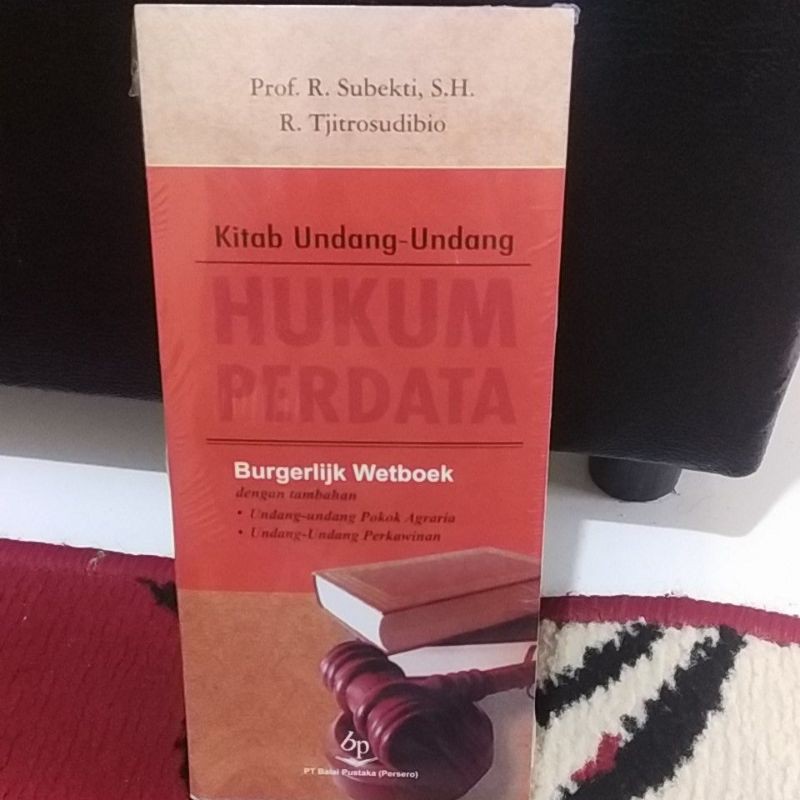 Prof. R. Subekti, S.H.
R. Tjitrosudibio
Kitab Undang-Undang
HUKUM
PERDATA
Burgerlijk Wetboek
dengan tambahan
• Undang-undang Pokok Agraria
• Undang-Undang Perkawinan
bp
PT Balai Pustaka (Persero)